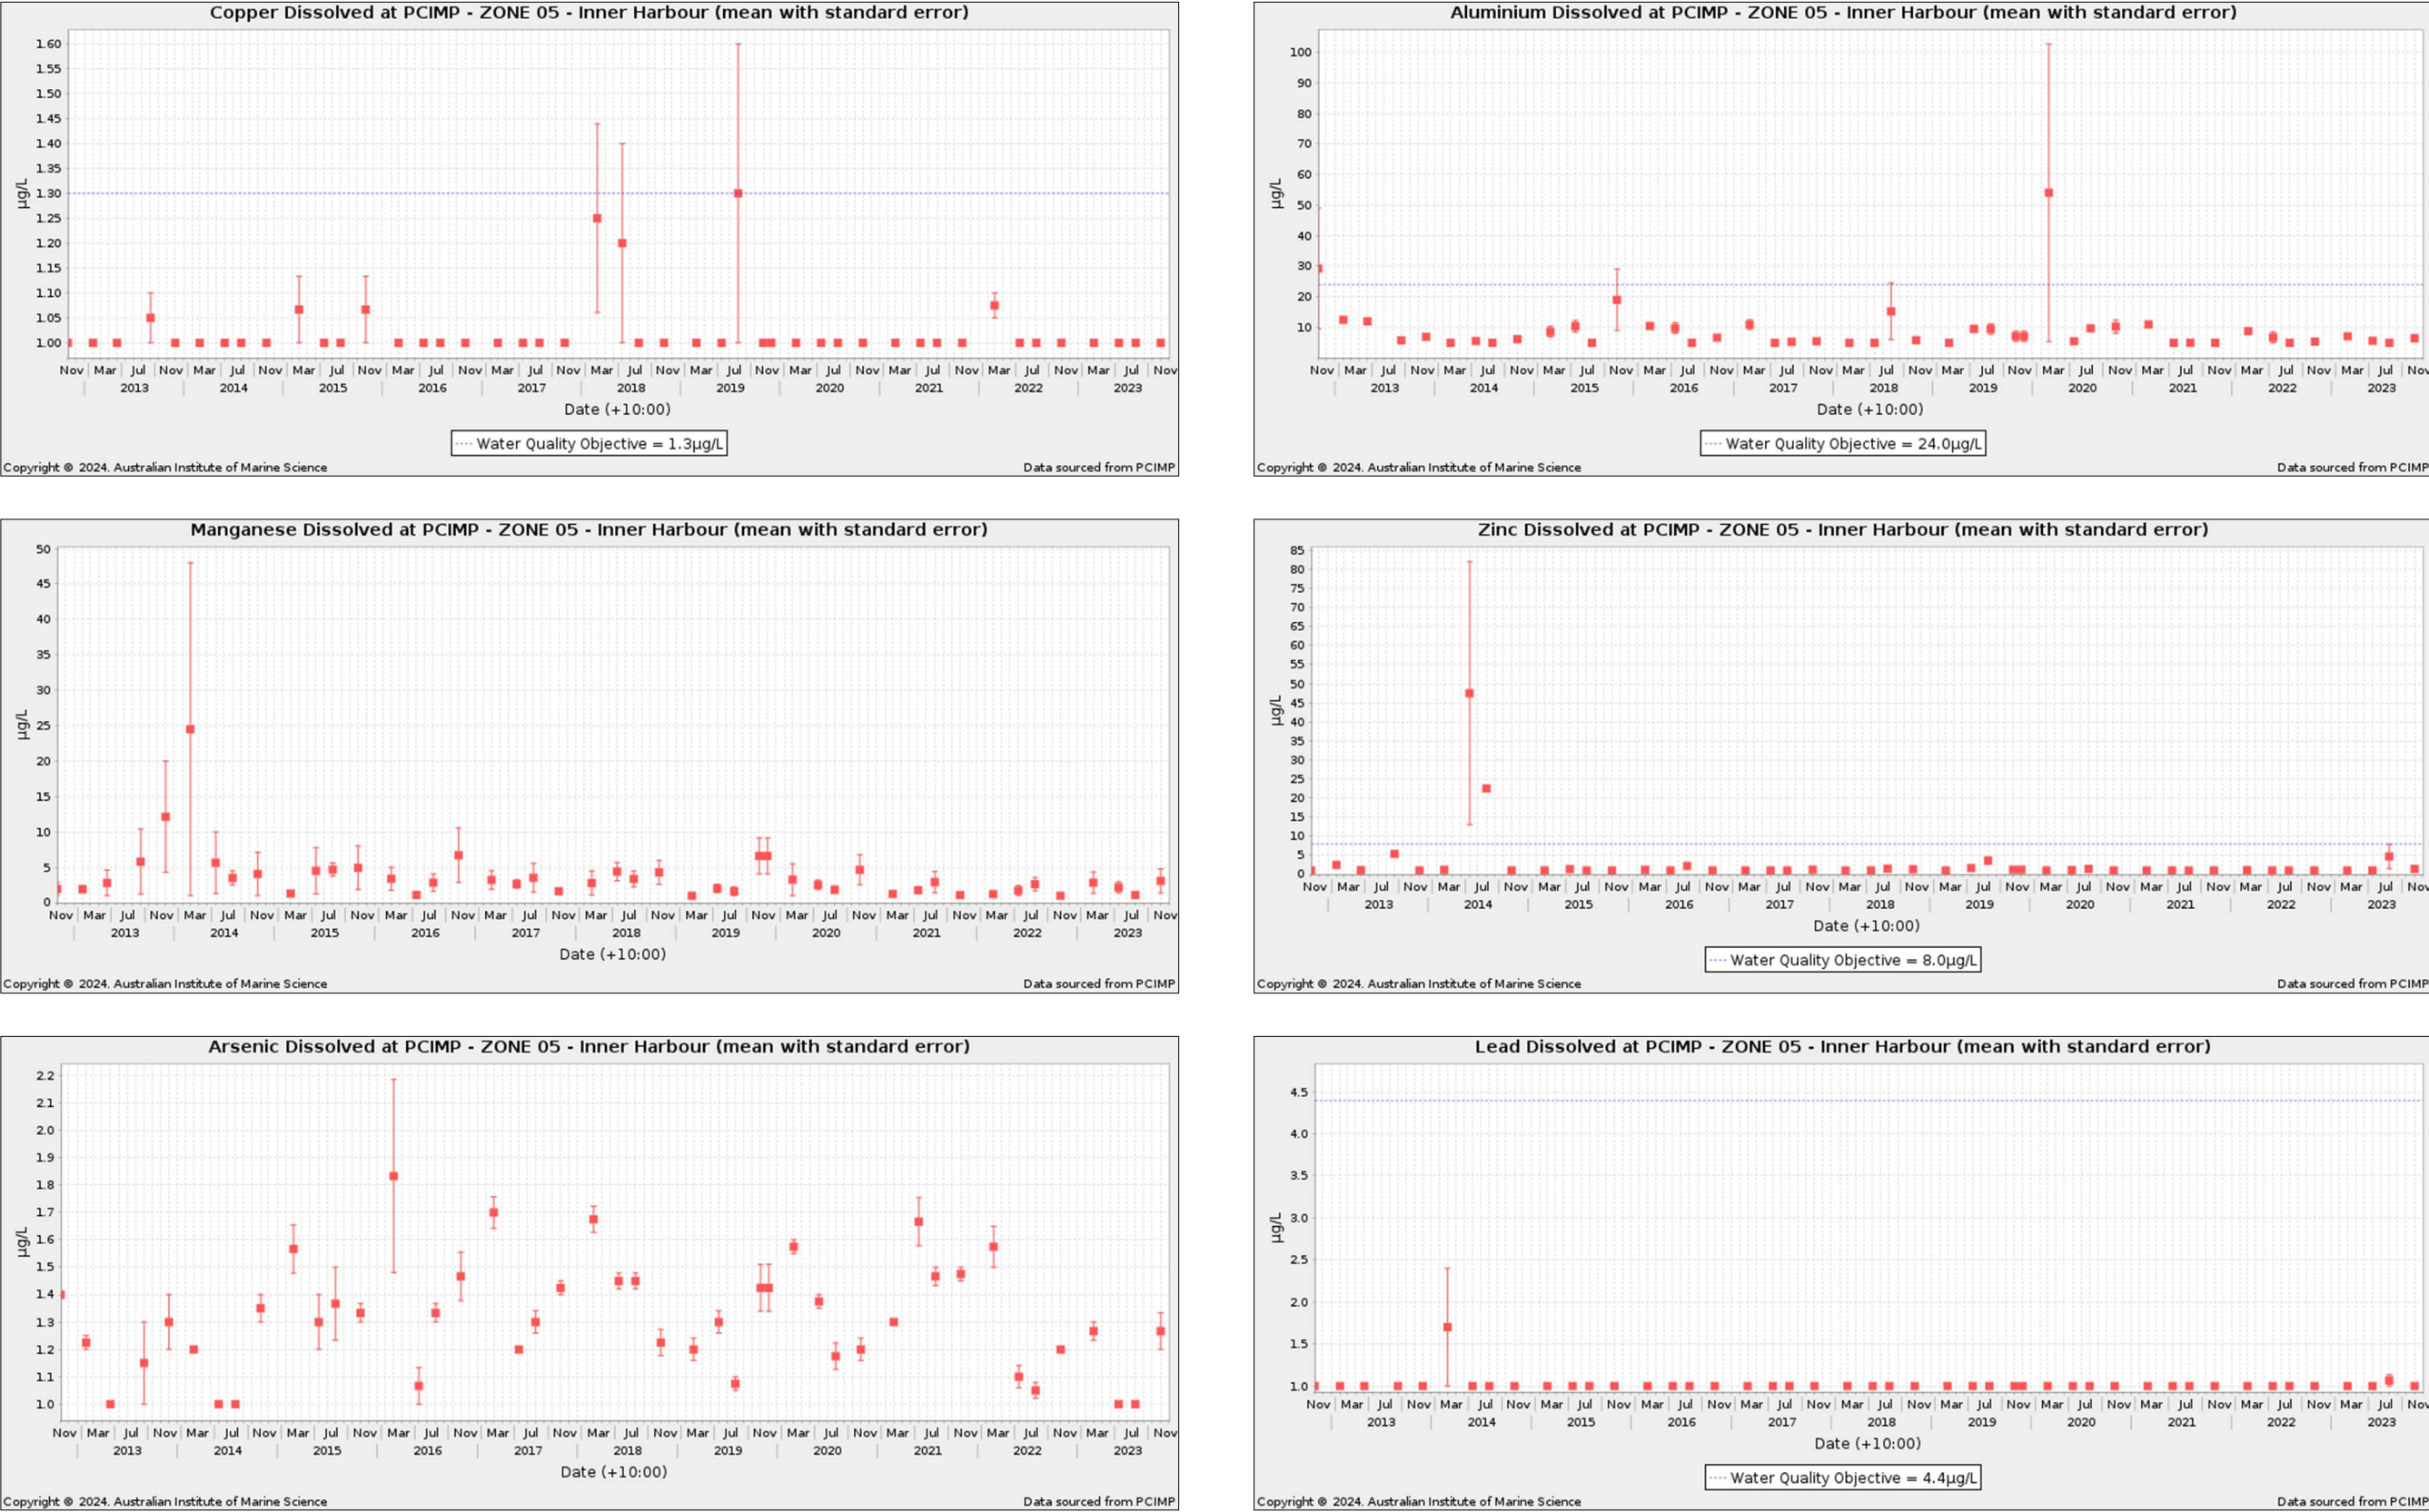 Copper Dissolved at PCIMP - ZONE 05 - Inner Harbour (mean with standard error)
1.60
1.55
1.50
1.45
1.40
1.35
1.30
1.25
1.20
1.15
1.10
1.05
1.00
µg/L
Nov Mar Jul Nov Mar Jul Nov Mar Jul Nov Mar Jul Nov Mar Jul Nov Mar Jul Nov Mar Jul Nov Mar Jul Nov Mar Jul Nov Mar Jul Nov Mar Jul Nov
2013 2014 2015 2016 2017 2018 2019 2020 2021 2022 2023
Date (+10:00)
Water Quality Objective = 1.3µg/L
Copyright © 2024. Australian Institute of Marine Science
Data sourced from PCIMP
Aluminium Dissolved at PCIMP - ZONE 05 - Inner Harbour (mean with standard error)
100
90
80
70
60
50
40
30
20
10
µg/L
Nov Mar Jul Nov Mar Jul Nov Mar Jul Nov Mar Jul Nov Mar Jul Nov Mar Jul Nov Mar Jul Nov Mar Jul Nov Mar Jul Nov Mar Jul Nov Mar Jul Nov
2013 2014 2015 2016 2017 2018 2019 2020 2021 2022 2023
Date (+10:00)
Water Quality Objective = 24.0µg/L
Copyright © 2024. Australian Institute of Marine Science
Data sourced from PCIMP
Manganese Dissolved at PCIMP - ZONE 05 - Inner Harbour (mean with standard error)
50
45
40
35
30
25
20
15
10
5
0
µg/L
Nov Mar Jul Nov Mar Jul Nov Mar Jul Nov Mar Jul Nov Mar Jul Nov Mar Jul Nov Mar Jul Nov Mar Jul Nov Mar Jul Nov Mar Jul Nov Mar Jul Nov
2013 2014 2015 2016 2017 2018 2019 2020 2021 2022 2023
Date (+10:00)
Copyright © 2024. Australian Institute of Marine Science
Data sourced from PCIMP
Zinc Dissolved at PCIMP - ZONE 05 - Inner Harbour (mean with standard error)
85
80
75
70
65
60
55
50
45
40
35
30
25
20
15
10
5
0
µg/L
Nov Mar Jul Nov Mar Jul Nov Mar Jul Nov Mar Jul Nov Mar Jul Nov Mar Jul Nov Mar Jul Nov Mar Jul Nov Mar Jul Nov Mar Jul Nov Mar Jul Nov
2013 2014 2015 2016 2017 2018 2019 2020 2021 2022 2023
Date (+10:00)
Water Quality Objective = 8.0µg/L
Copyright © 2024. Australian Institute of Marine Science
Data sourced from PCIMP
Arsenic Dissolved at PCIMP - ZONE 05 - Inner Harbour (mean with standard error)
2.2
2.1
2.0
1.9
1.8
1.7
1.6
1.5
1.4
1.3
1.2
1.1
1.0
µg/L
Nov Mar Jul Nov Mar Jul Nov Mar Jul Nov Mar Jul Nov Mar Jul Nov Mar Jul Nov Mar Jul Nov Mar Jul Nov Mar Jul Nov Mar Jul Nov Mar Jul Nov
2013 2014 2015 2016 2017 2018 2019 2020 2021 2022 2023
Date (+10:00)
Copyright © 2024. Australian Institute of Marine Science
Data sourced from PCIMP
Lead Dissolved at PCIMP - ZONE 05 - Inner Harbour (mean with standard error)
4.5
4.0
3.5
3.0
2.5
2.0
1.5
1.0
µg/L
Nov Mar Jul Nov Mar Jul Nov Mar Jul Nov Mar Jul Nov Mar Jul Nov Mar Jul Nov Mar Jul Nov Mar Jul Nov Mar Jul Nov Mar Jul Nov Mar Jul Nov
2013 2014 2015 2016 2017 2018 2019 2020 2021 2022 2023
Date (+10:00)
Water Quality Objective = 4.4µg/L
Copyright © 2024. Australian Institute of Marine Science
Data sourced from PCIMP